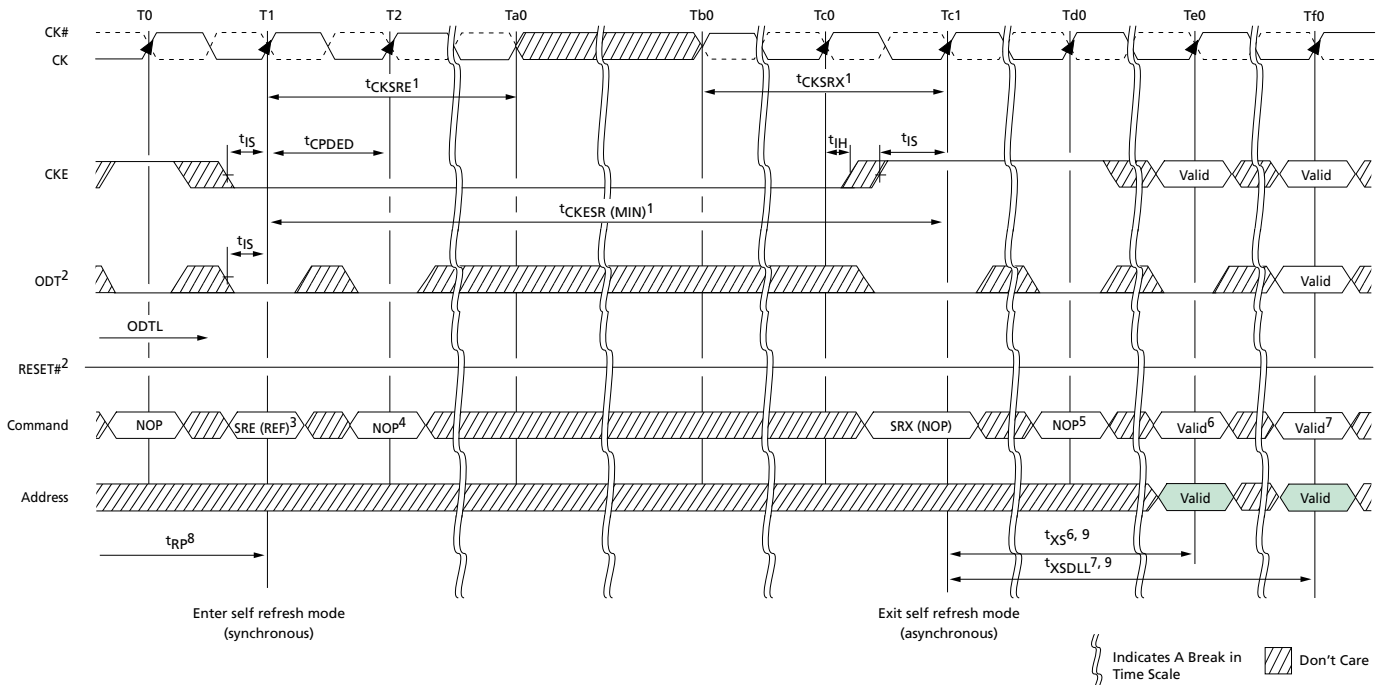 T0 T1 T2 Ta0 Tb0 Tc0 Tc1 Td0 Te0 Tf0
CK#
CK
tCKSRE1 tCKSRX1
tIS tCPDED tIH tIS
CKE Valid Valid
tCKESR (MIN)1
tIS
ODT2 Valid
ODTL
RESET#2
Command NOP SRE (REF)3 NOP4 SRX (NOP) NOP5 Valid6 Valid7
Address Valid Valid
tRP8 tXS6, 9
tXSDLL7, 9
Enter self refresh mode
(synchronous)
Exit self refresh mode
(asynchronous)
Indicates A Break in
Time Scale
Don't Care